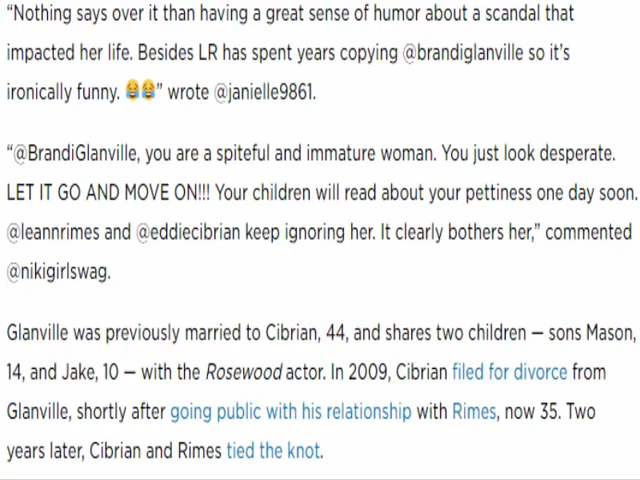 “Nothing says over it than having a great sense of humor about a scandal that
impacted her life. Besides LR has spent years copying @brandiglanville so it's
ironically funny. 😂😂” wrote @janielle9861.
“@BrandiGlanville, you are a spiteful and immature woman. You just look desperate.
LET IT GO AND MOVE ON!!! Your children will read about your pettiness one day soon.
@leannrimes and @eddiecibrian keep ignoring her. It clearly bothers her,” commented
@nikigirlswag.
Glanville was previously married to Cibrian, 44, and shares two children — sons Mason,
14, and Jake, 10 — with the Rosewood actor. In 2009, Cibrian filed for divorce from
Glanville, shortly after going public with his relationship with Rimes, now 35. Two
years later, Cibrian and Rimes tied the knot.